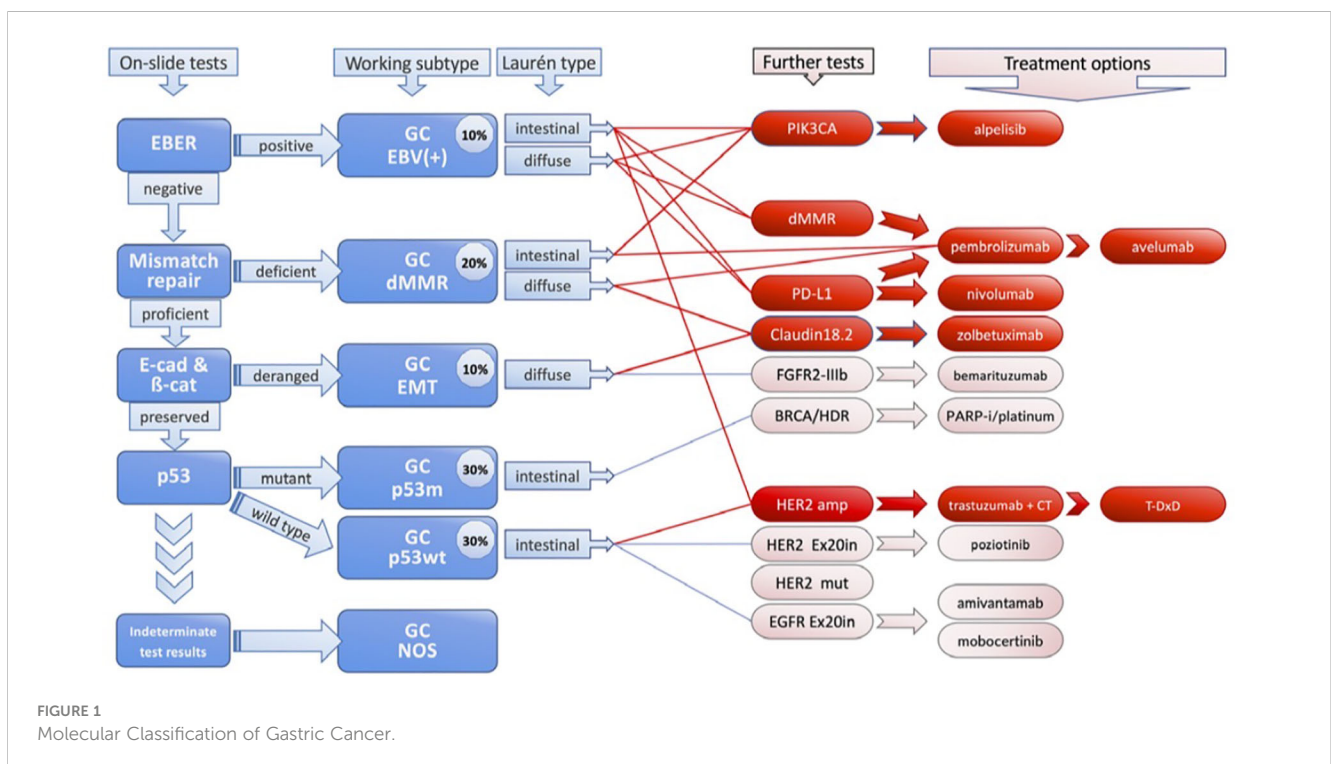 On-slide tests
Working subtype
Laurén type
Further tests
Treatment options
EBER
positive
GC
EBV(+)
10%
intestinal
diffuse
PIK3CA
alpelisib
negative
dMMR
Mismatch
repair
deficient
GC
dMMR
20%
intestinal
diffuse
pembrolizumab
avelumab
PD-L1
nivolumab
proficient
Claudin18.2
zolbetuximab
E-cad &
ß-cat
deranged
GC
EMT
10%
diffuse
FGFR2-IIIb
bemarituzumab
preserved
BRCA/HDR
PARP-i/platinum
p53
mutant
GC
p53m
30%
intestinal
wild type
GC
p53wt
30%
intestinal
HER2 amp
trastuzumab + CT
T-DxD
HER2 Ex20in
poziotinib
HER2 mut
EGFR Ex20in
amivantamab
mobocertinib
Indeterminate
test results
GC
NOS
FIGURE 1
Molecular Classification of Gastric Cancer.